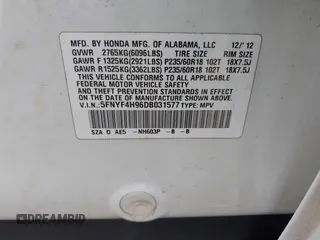 MFD. BY HONDA MFG. OF ALABAMA, LLC 12/'12
GVWR 2765KG(6096LBS) TIRE SIZE RIM SIZE
GAWR F 1325KG(2921LBS) P235/60R18 102T 18X7.5J
GAWR R 1525KG(3362LBS) P235/60R18 102T 18X7.5J
THIS VEHICLE CONFORMS TO ALL APPLICABLE
FEDERAL MOTOR VEHICLE SAFETY AND THEFT
PREVENTION STANDARDS IN EFFECT ON THE DATE
OF MANUFACTURE SHOWN ABOVE.
V.I.N.: 5FNYF4H96DB031577 TYPE: MPV
SZA D AE5 -NH603P -B -B